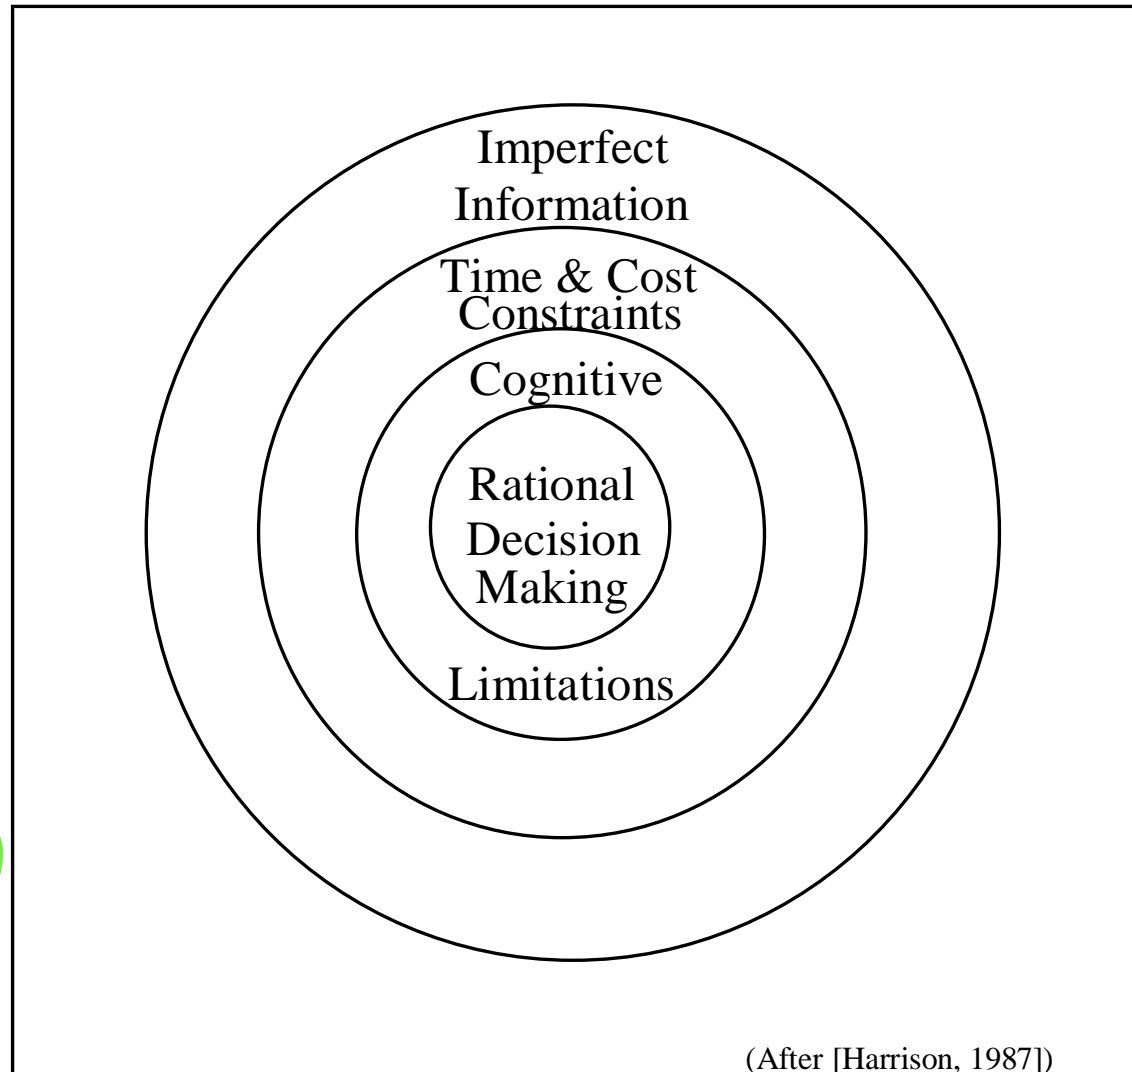 Imperfect
Information
Time & Cost
Constraints
Cognitive
Rational
Decision
Making
Limitations
(After [Harrison, 1987])